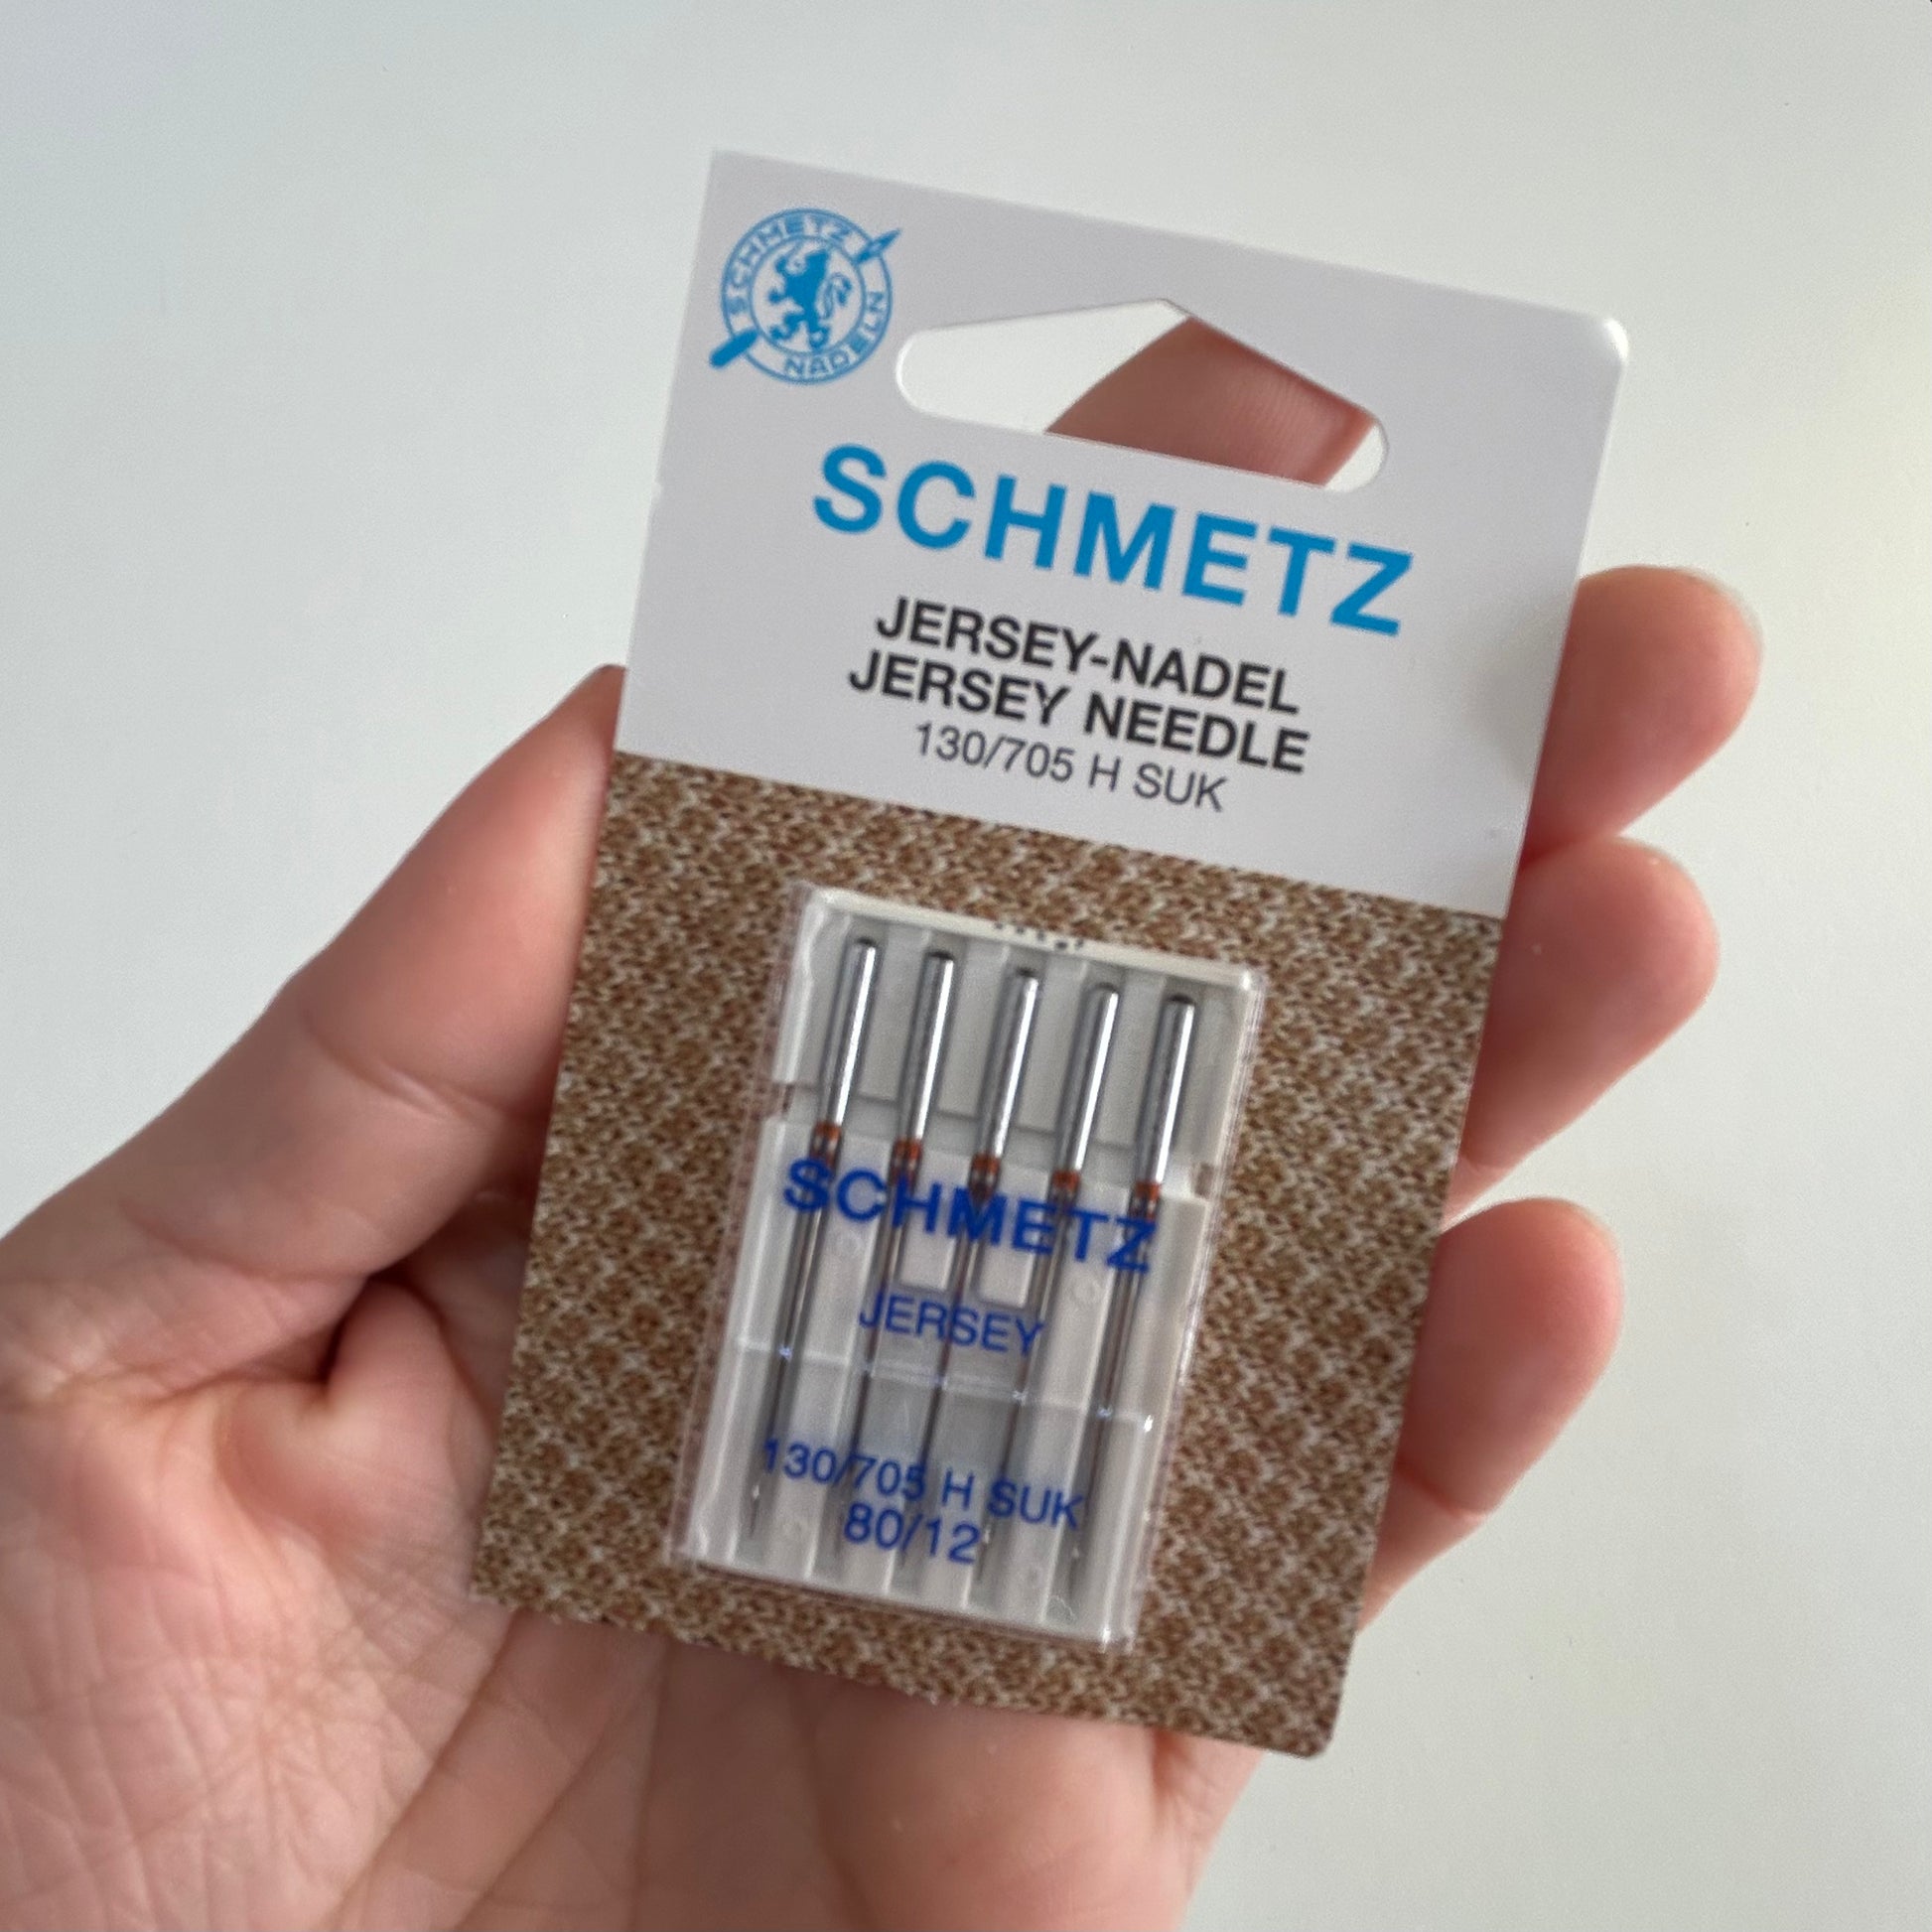 SCHMETZ
NADELN
SCHMETZ
JERSEY-NADEL
JERSEY NEEDLE
130/705 H SUK
SCHMETZ
JERSEY
130/705 H SUK
80/12